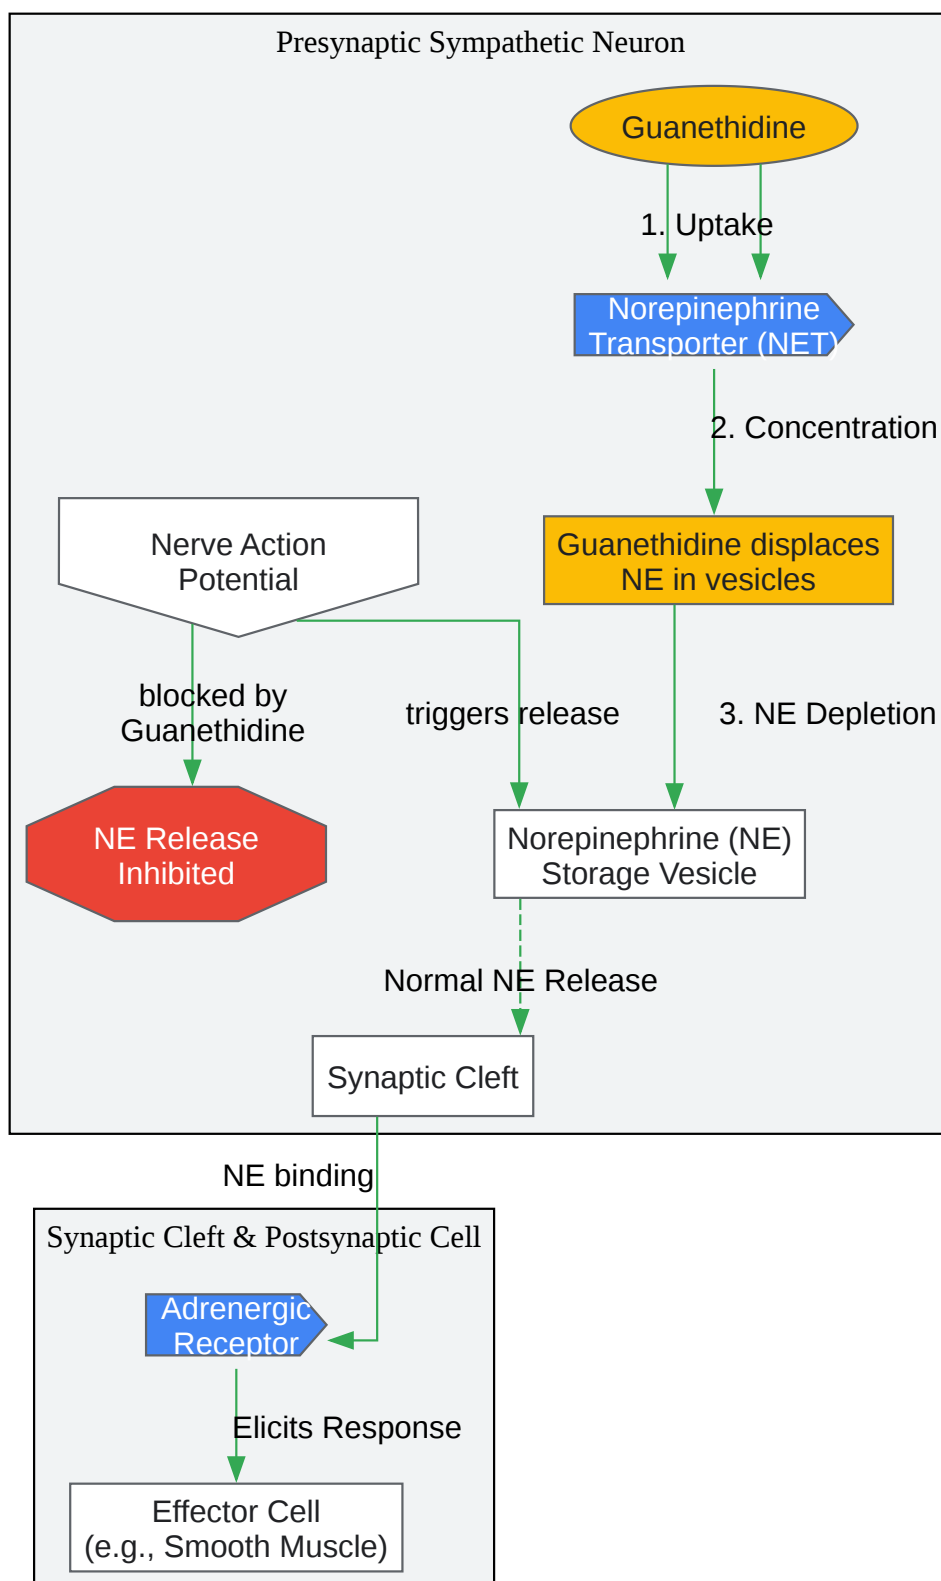 Presynaptic Sympathetic Neuron
Guanethidine
1. Uptake
Norepinephrine
Transporter (NET)
2. Concentration
Nerve Action
Potential
Guanethidine displaces
NE in vesicles
blocked by
Guanethidine
triggers release
3. NE Depletion
NE Release
Inhibited
Norepinephrine (NE)
Storage Vesicle
Normal NE Release
Synaptic Cleft
NE binding
Synaptic Cleft & Postsynaptic Cell
Adrenergic
Receptor
Elicits Response
Effector Cell
(e.g., Smooth Muscle)